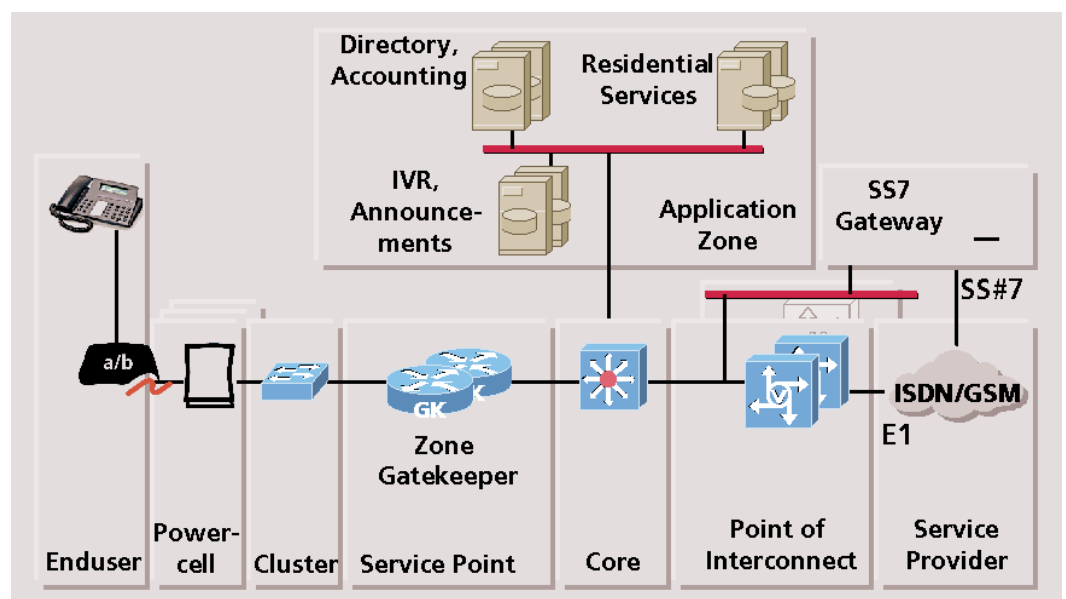 Directory,
Accounting
Residential
Services
IVR,
Announce-
ments
Application
Zone
SS7
Gateway
SS#7
a/b
GK
K
ISDN/GSM
E1
V
Zone
Gatekeeper
Enduser
Power-
cell
Cluster
Service Point
Core
Point of
Interconnect
Service
Provider